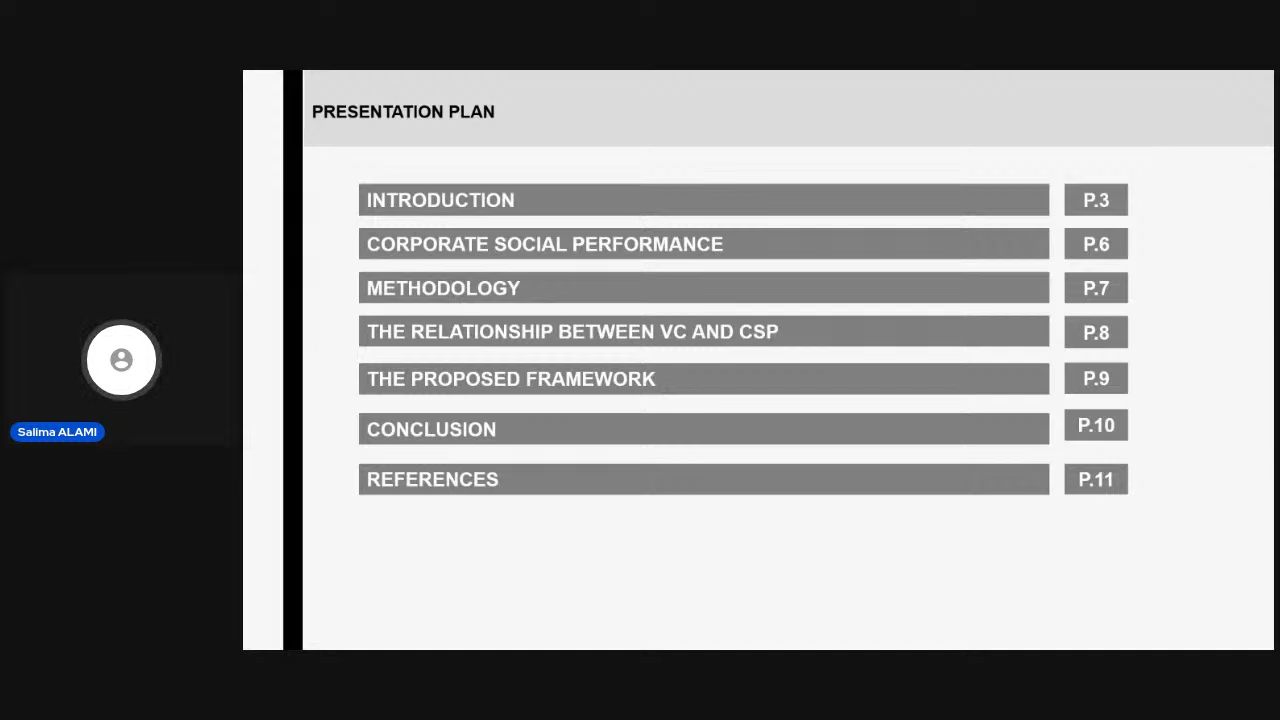 PRESENTATION PLAN
INTRODUCTION P.3
CORPORATE SOCIAL PERFORMANCE P.6
METHODOLOGY P.7
THE RELATIONSHIP BETWEEN VC AND CSP P.8
THE PROPOSED FRAMEWORK P.9
CONCLUSION P.10
REFERENCES P.11
Salima ALAMI